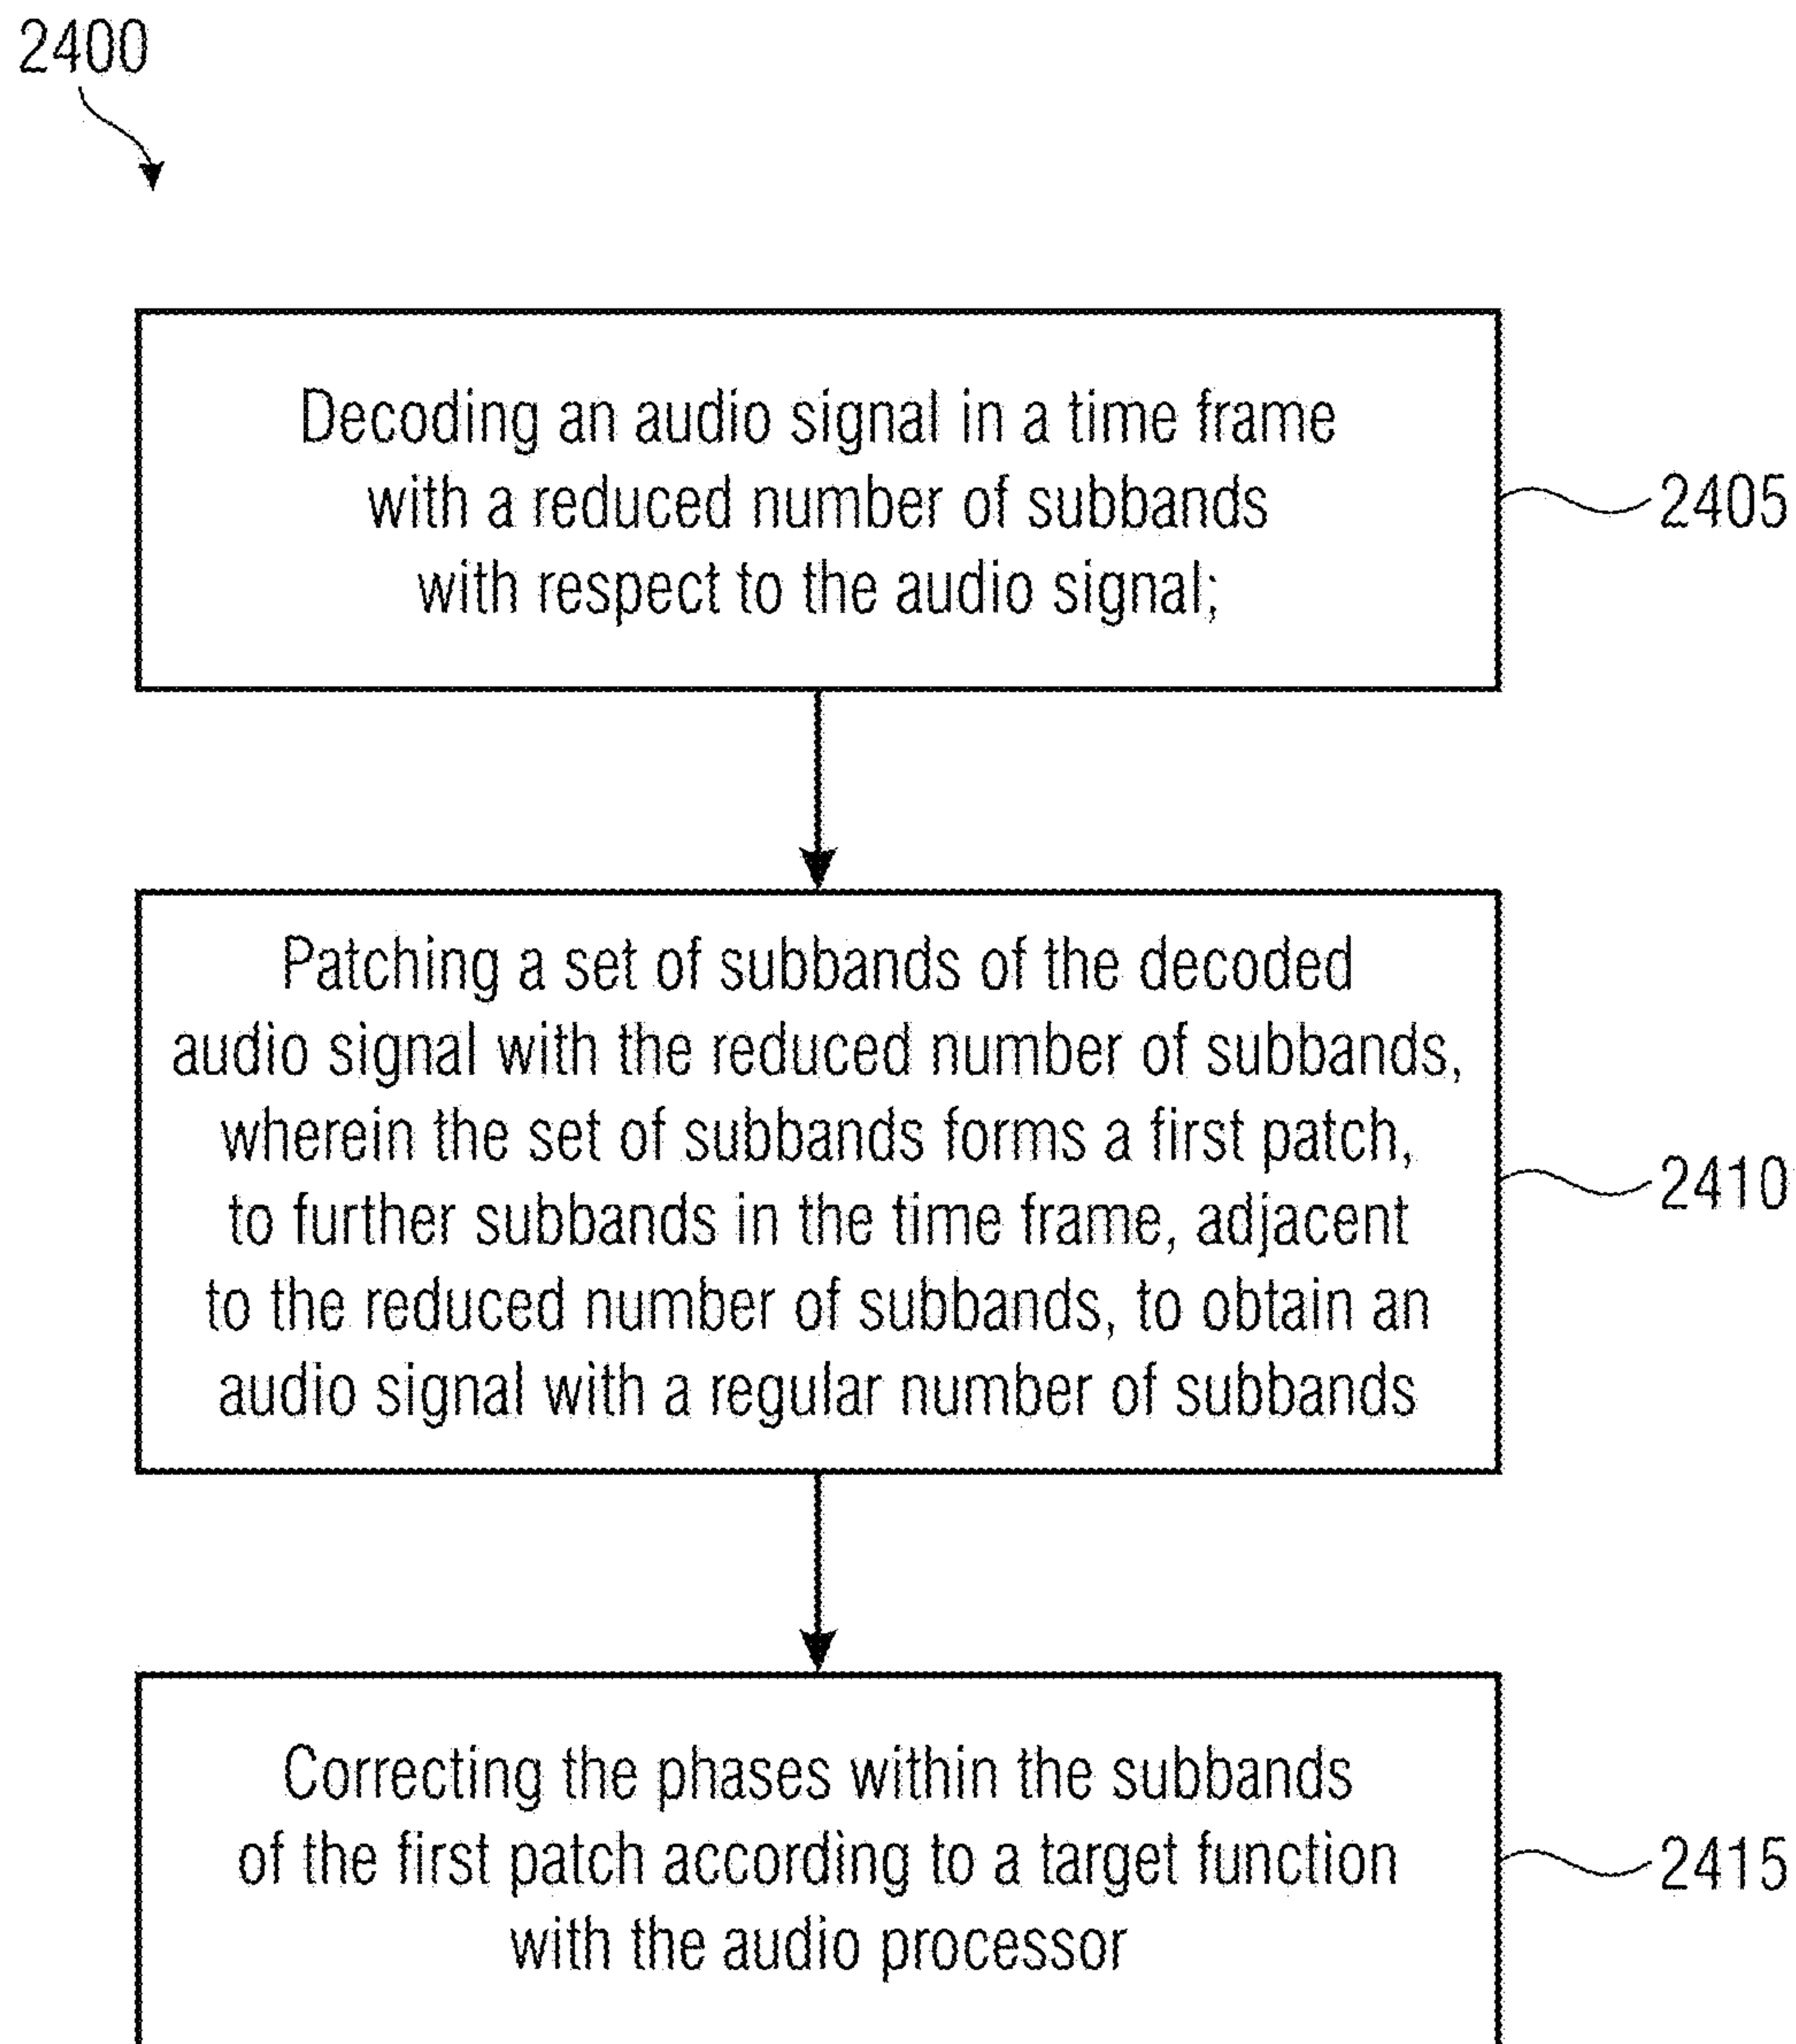 2400
Decoding an audio signal in a time frame
with a reduced number of subbands
with respect to the audio signal;
2405
Patching a set of subbands of the decoded
audio signal with the reduced number of subbands,
wherein the set of subbands forms a first patch,
to further subbands in the time frame, adjacent
to the reduced number of subbands, to obtain an
audio signal with a regular number of subbands
2410
Correcting the phases within the subbands
of the first patch according to a target function
with the audio processor
2415